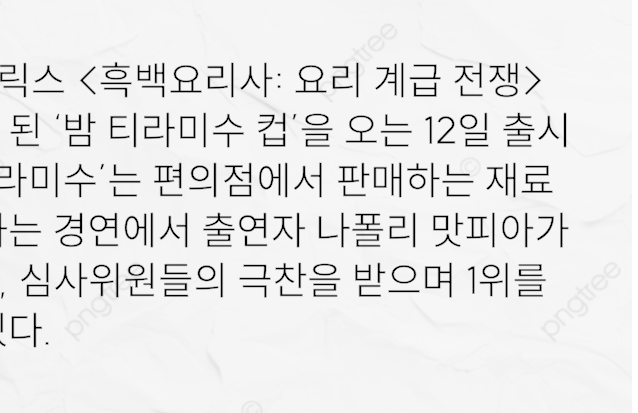 릭스 <흑백요리사: 요리 계급 전쟁>
된 ‘밤 티라미수 컵’을 오는 12일 출시
라미수’는 편의점에서 판매하는 재료
는 경연에서 출연자 나폴리 맛피아가
, 심사위원들의 극찬을 받으며 1위를
다.
pngtree
pngtree
pngtree